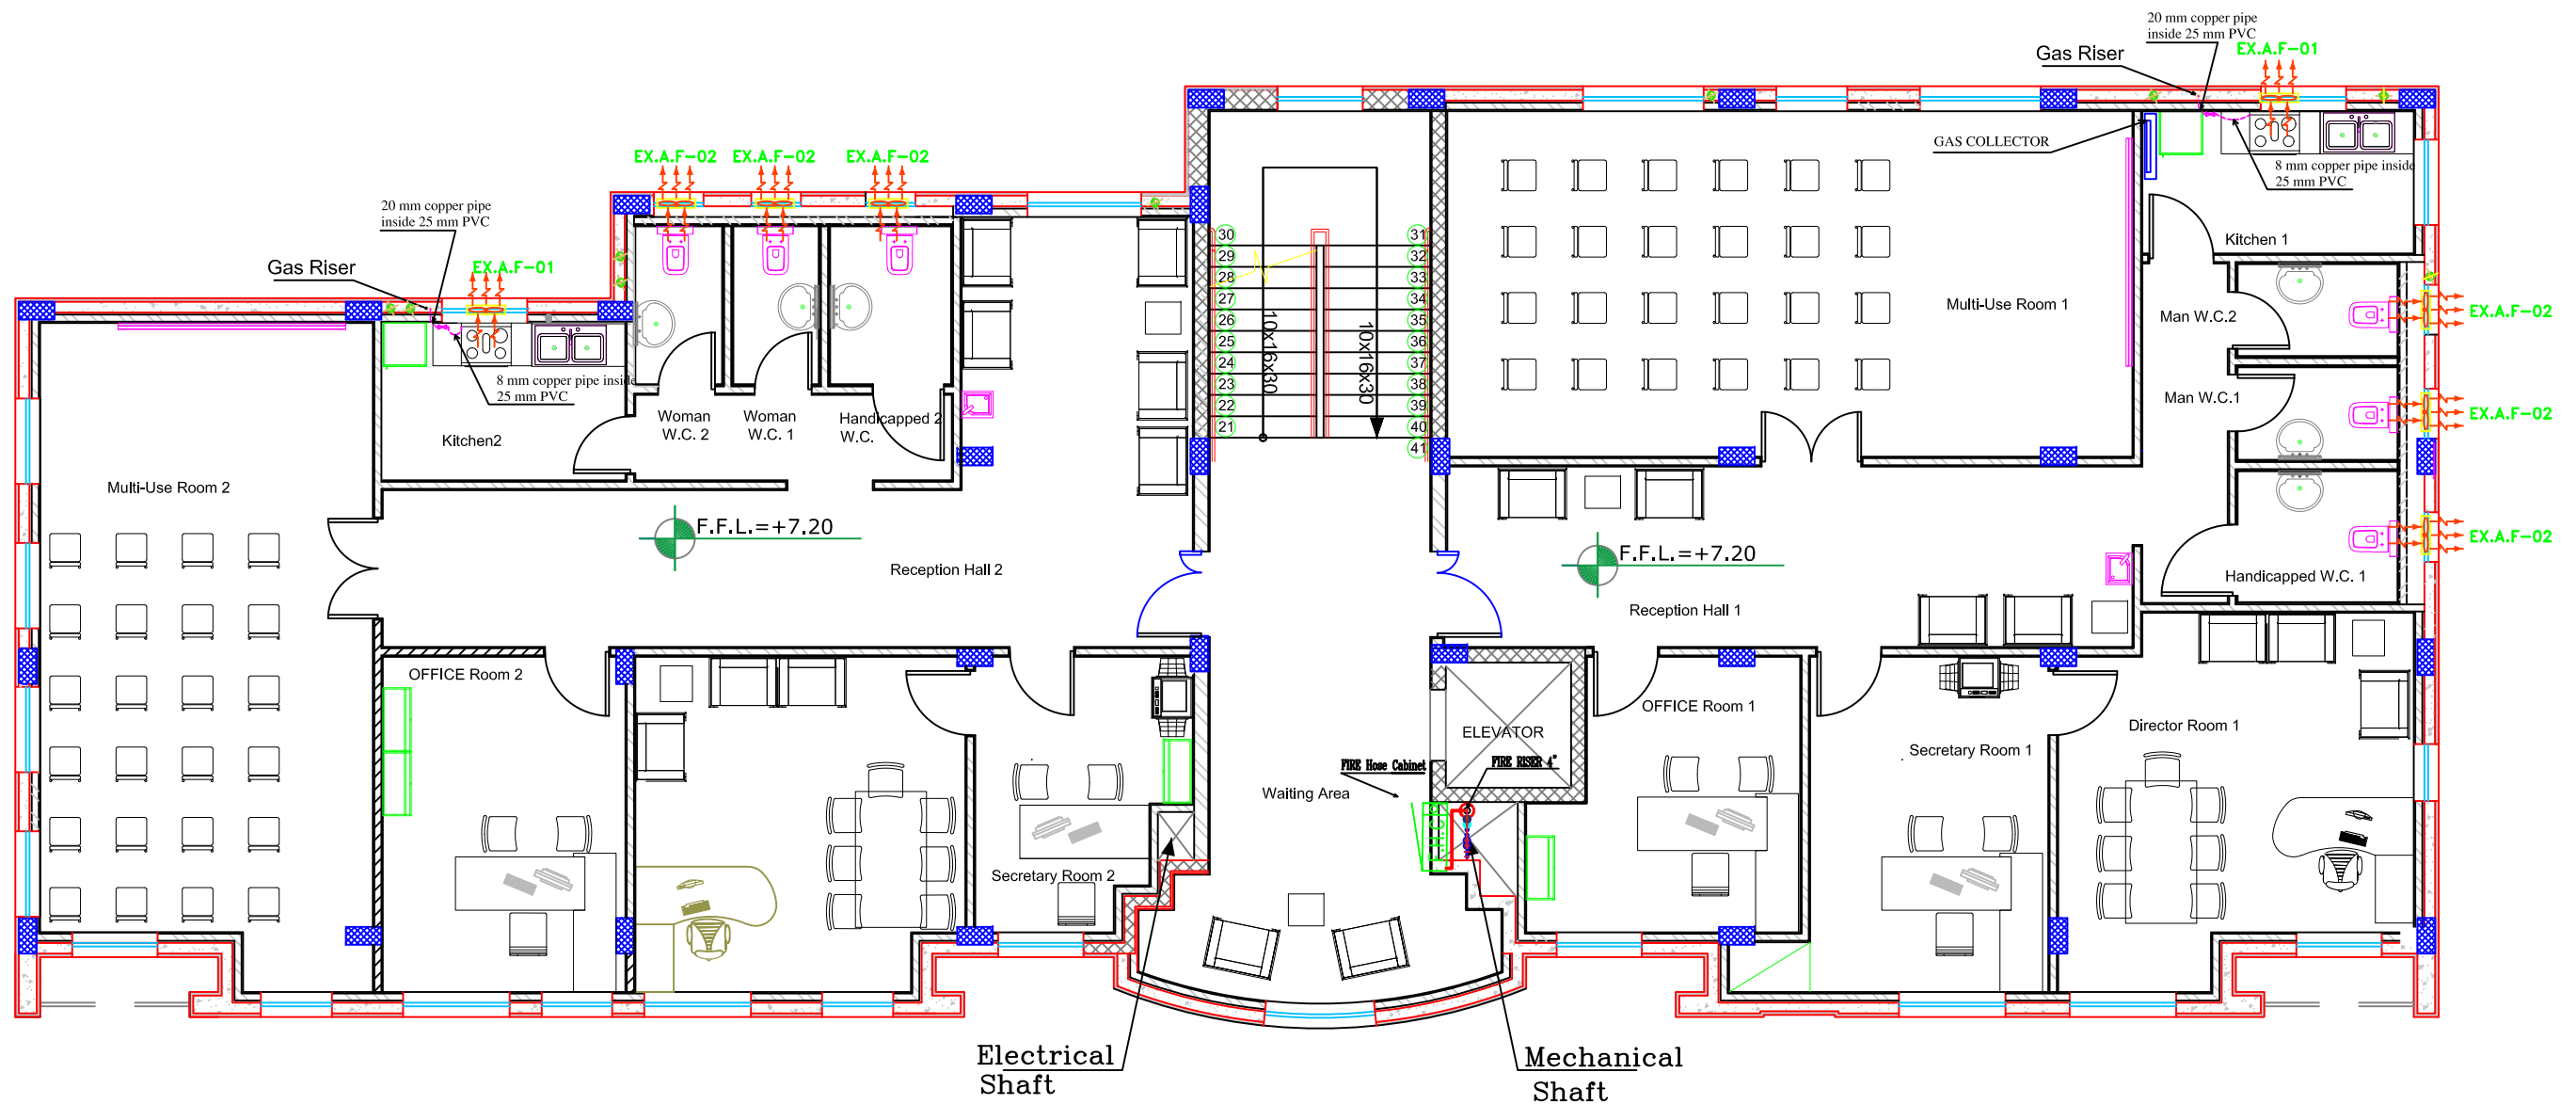 20 mm copper pipe
inside 25 mm PVC
EX.A.F-01
Gas Riser
GAS COLLECTOR
8 mm copper pipe inside
25 mm PVC
Kitchen 1
EX.A.F-02
EX.A.F-02
EX.A.F-02
20 mm copper pipe
inside 25 mm PVC
Gas Riser
EX.A.F-01
8 mm copper pipe inside
25 mm PVC
Kitchen2
Woman
W.C. 2
Woman
W.C. 1
Handicapped 2
W.C.
30
29
28
27
26
25
24
23
22
21
10x16x30
10x16x30
31
32
33
34
35
36
37
38
39
40
41
Multi-Use Room 1
Man W.C.2
EX.A.F-02
Man W.C.1
EX.A.F-02
Handicapped W.C. 1
EX.A.F-02
Multi-Use Room 2
F.F.L.=+7.20
Reception Hall 2
F.F.L.=+7.20
Reception Hall 1
OFFICE Room 2
Secretary Room 2
ELEVATOR
FIRE Hose Cabinet
FIRE RISER 4"
Waiting Area
F.H.C
OFFICE Room 1
Secretary Room 1
Director Room 1
Electrical
Shaft
Mechanical
Shaft